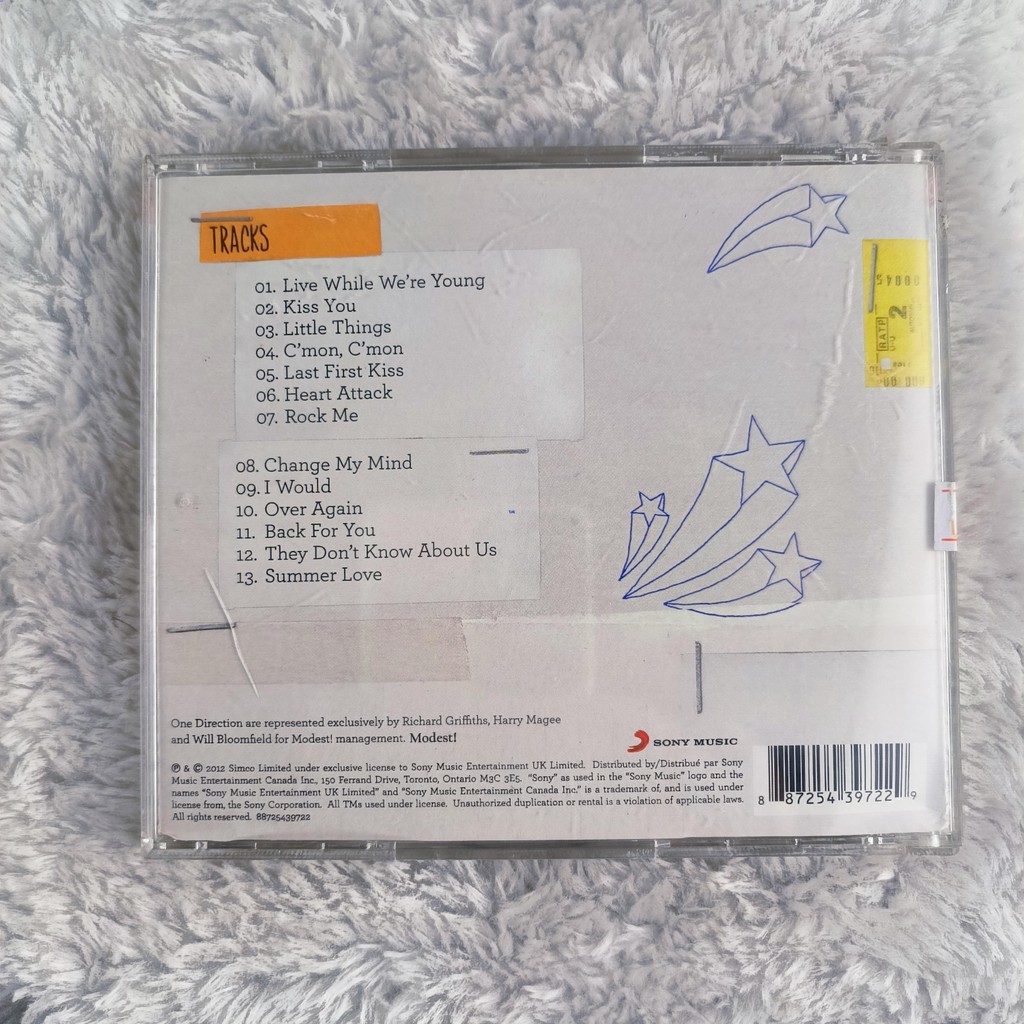 TRACKS
01. Live While We're Young
02. Kiss You
03. Little Things
04. C'mon, C'mon
05. Last First Kiss
06. Heart Attack
07. Rock Me
08. Change My Mind
09. I Would
10. Over Again
11. Back For You
12. They Don't Know About Us
13. Summer Love
RATP
2
One Direction are represented exclusively by Richard Griffiths, Harry Magee
and Will Bloomfield for Modest! management. Modest!
SONY MUSIC
℗ & © 2012 Simco Limited under exclusive license to Sony Music Entertainment UK Limited. Distributed by/Distribué par Sony
Music Entertainment Canada Inc., 150 Ferrand Drive, Toronto, Ontario M3C 3E5. "Sony" as used in the "Sony Music" logo and the
names "Sony Music Entertainment UK Limited" and "Sony Music Entertainment Canada Inc." is a trademark of, and is used under
license from, the Sony Corporation. All TMs used under license. Unauthorized duplication or rental is a violation of applicable laws.
All rights reserved. 88725439722
8 87254 39722 9